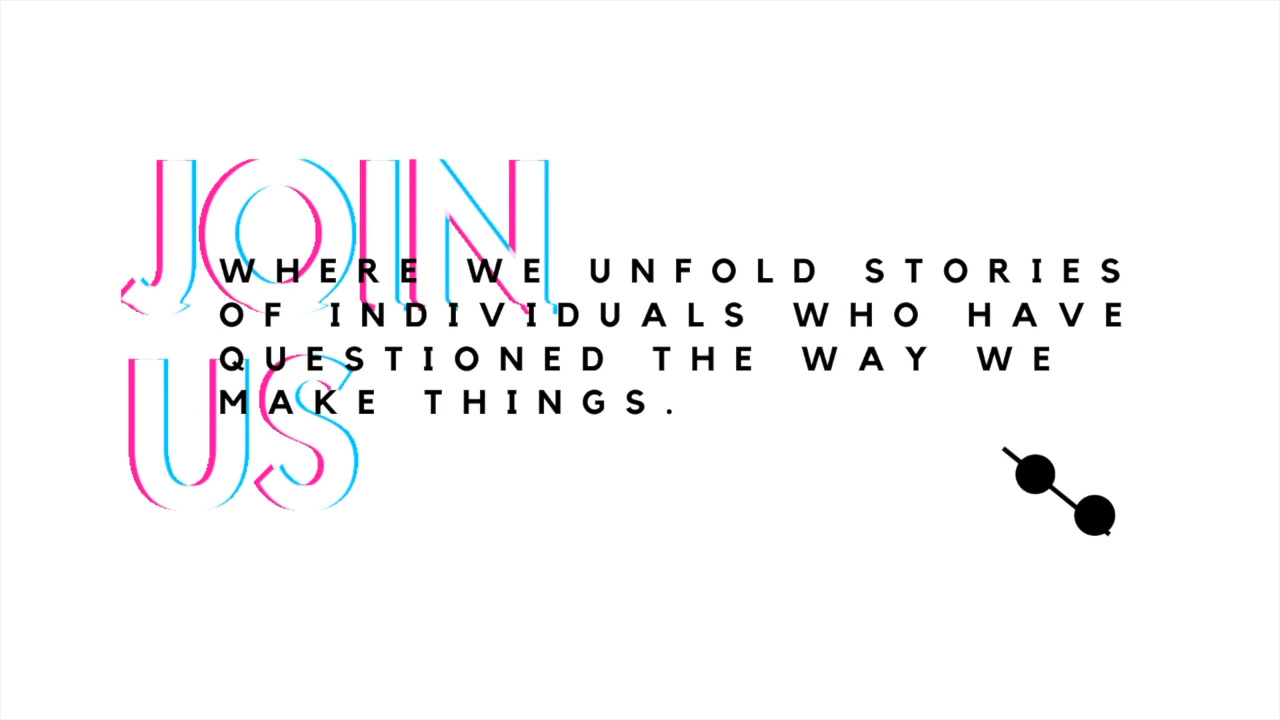 JOIN
US
WHERE WE UNFOLD STORIES
OF INDIVIDUALS WHO HAVE
QUESTIONED THE WAY WE
MAKE THINGS.